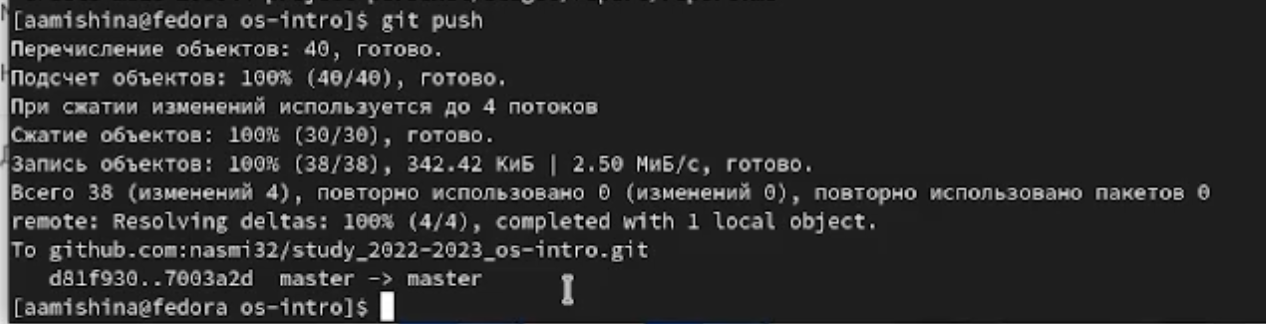 [aamishina@fedora os-intro]$ git push
Перечисление объектов: 40, готово.
Подсчет объектов: 100% (40/40), готово.
При сжатии изменений используется до 4 потоков
Сжатие объектов: 100% (30/30), готово.
Запись объектов: 100% (38/38), 342.42 КиБ | 2.50 МиБ/с, готово.
Всего 38 (изменений 4), повторно использовано 0 (изменений 0), повторно использовано пакетов 0
remote: Resolving deltas: 100% (4/4), completed with 1 local object.
To github.com:nasmi32/study_2022-2023_os-intro.git
d81f930..7003a2d  master -> master
[aamishina@fedora os-intro]$